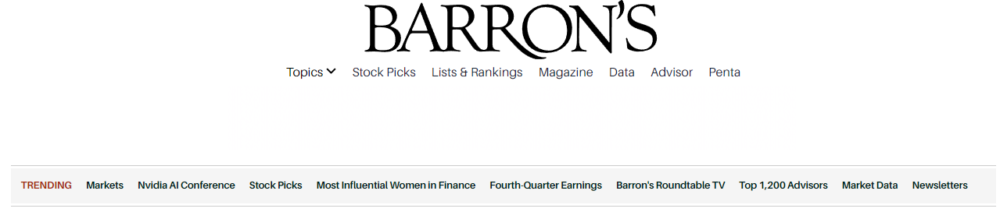 BARRON'S
Topics Stock Picks Lists & Rankings Magazine Data Advisor Penta
TRENDING Markets Nvidia AI Conference Stock Picks Most Influential Women in Finance Fourth-Quarter Earnings Barron's Roundtable TV Top 1,200 Advisors Market Data Newsletters